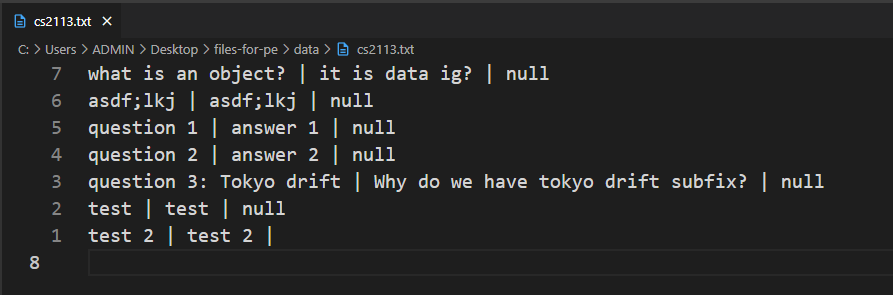 cs2113.txt
C: > Users > ADMIN > Desktop > files-for-pe > data > cs2113.txt
7 what is an object? | it is data ig? | null
6 asdf;lkj | asdf;lkj | null
5 question 1 | answer 1 | null
4 question 2 | answer 2 | null
3 question 3: Tokyo drift | Why do we have tokyo drift subfix? | null
2 test | test | null
1 test 2 | test 2 |
8